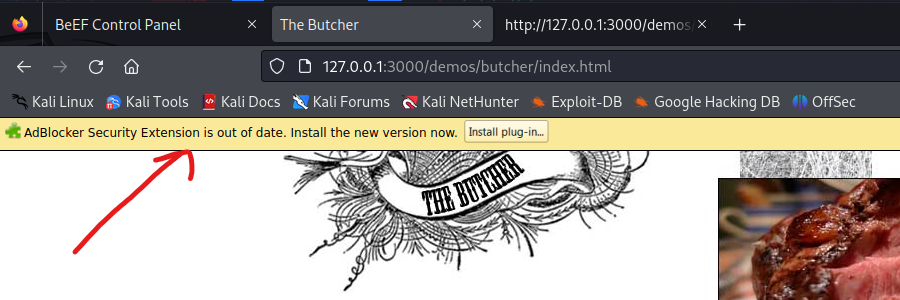 BeEF Control Panel
The Butcher
http://127.0.0.1:3000/demos/
127.0.0.1:3000/demos/butcher/index.html
Kali Linux
Kali Tools
Kali Docs
Kali Forums
Kali NetHunter
Exploit-DB
Google Hacking DB
OffSec
AdBlocker Security Extension is out of date. Install the new version now.
Install plug-in...
THE BUTCHER